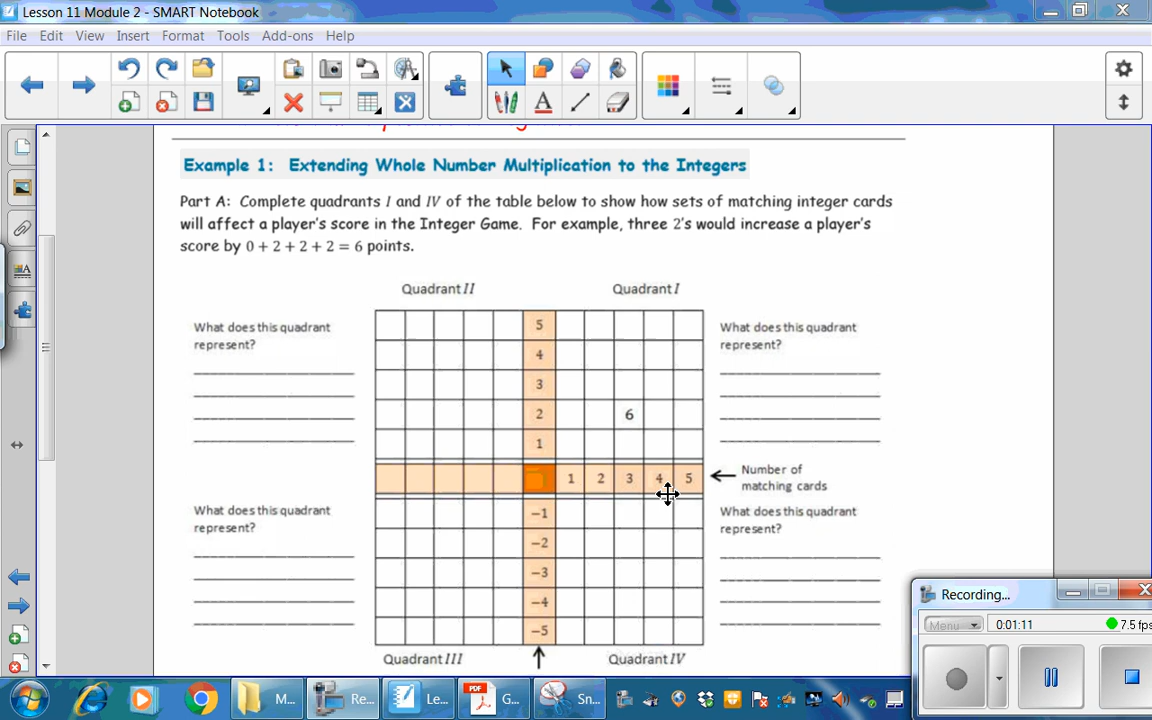 Lesson 11 Module 2 - SMART Notebook
File Edit View Insert Format Tools Add-ons Help
Example 1: Extending Whole Number Multiplication to the Integers
Part A: Complete quadrants I and IV of the table below to show how sets of matching integer cards
will affect a player's score in the Integer Game. For example, three 2's would increase a player's
score by 0 + 2 + 2 + 2 = 6 points.
Quadrant II
Quadrant I
What does this quadrant
represent?
What does this quadrant
represent?
5
4
3
2 6
1
1 2 3 4 5
Number of
matching cards
What does this quadrant
represent?
What does this quadrant
represent?
−1
−2
−3
−4
−5
Quadrant III
Quadrant IV
Recording...
Menu 0:01:11 7.5 fps
M... Re... Le... PDF G... Sn...